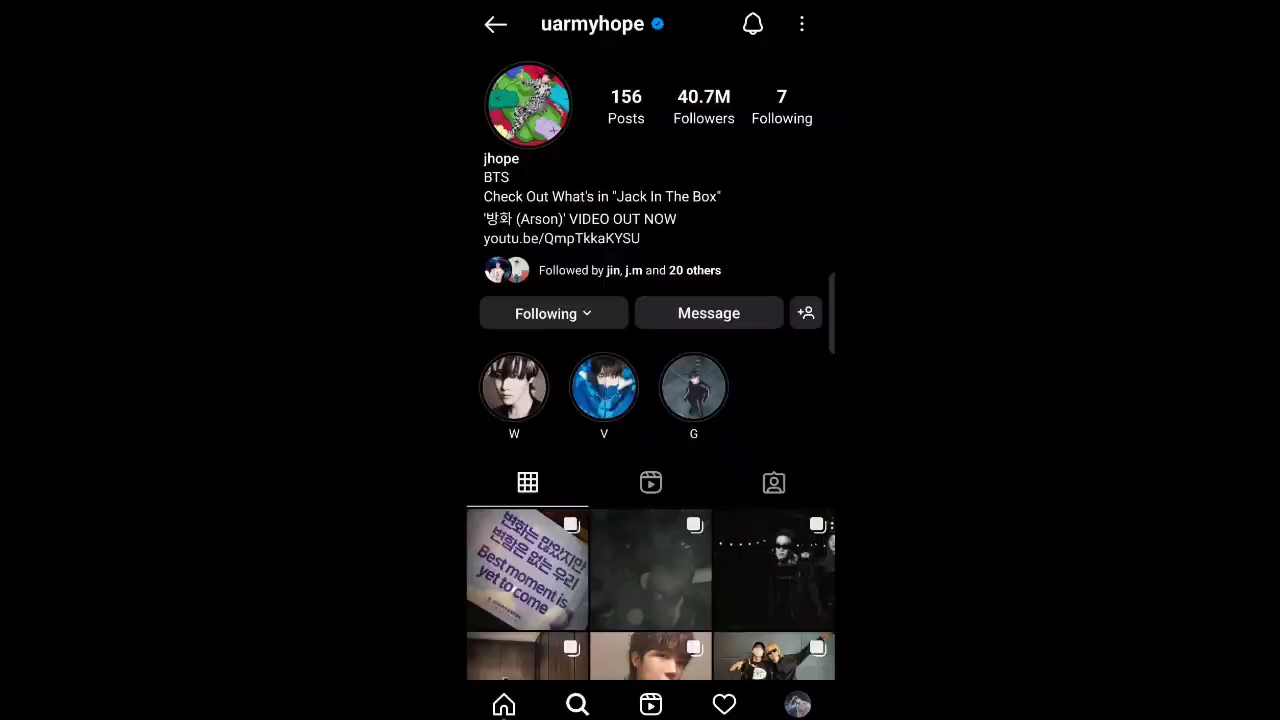 uarmyhope
156
Posts
40.7M
Followers
7
Following
jhope
BTS
Check Out What's in "Jack In The Box"
'방화 (Arson)' VIDEO OUT NOW
youtu.be/QmpTkkaKYSU
Followed by jin, j.m and 20 others
Following
Message
W
V
G
변화는 많았지만
변함은 없는 우리
Best moment is
yet to come